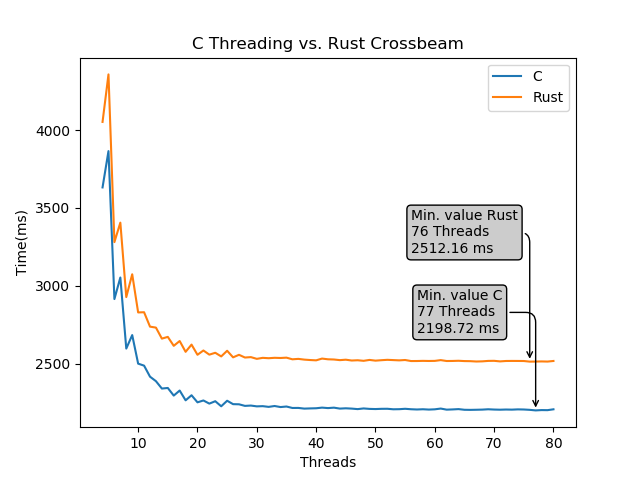 C Threading vs. Rust Crossbeam
C
Rust
4000
3500
3000
2500
Time(ms)
Min. value Rust
76 Threads
2512.16 ms
Min. value C
77 Threads
2198.72 ms
10
20
30
40
50
60
70
80
Threads